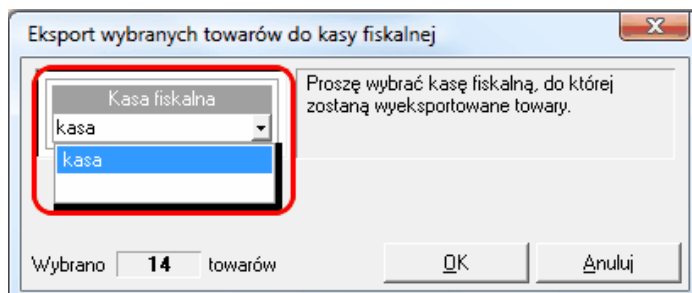 Eksport wybranych towarów do kasy fiskalnej
Kasa fiskalna
kasa
kasa
Proszę wybrać kasę fiskalną, do której
zostaną wyeksportowane towary.
Wybrano 14 towarów
OK
Anuluj